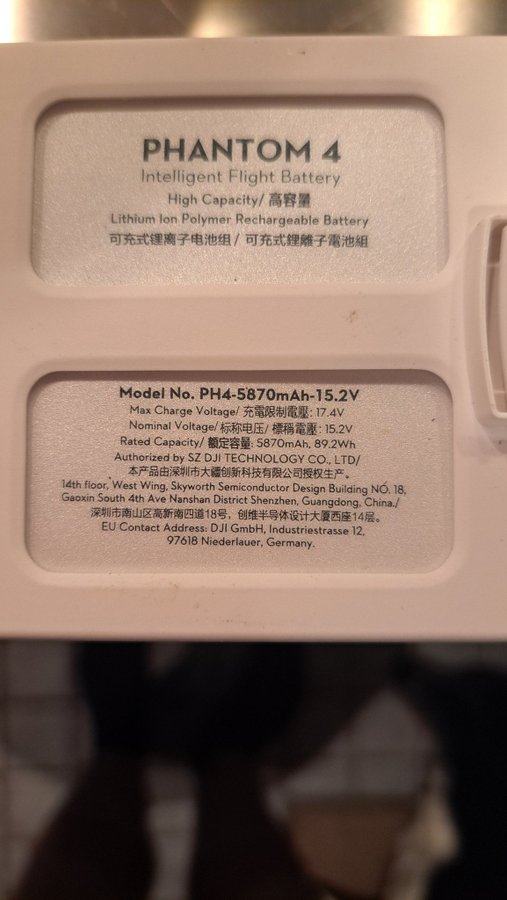 PHANTOM 4
Intelligent Flight Battery
High Capacity/ 高容量
Lithium Ion Polymer Rechargeable Battery
可充式锂离子电池组 / 可充式鋰離子電池組
Model No. PH4-5870mAh-15.2V
Max Charge Voltage/ 充電限制電壓: 17.4V
Nominal Voltage/ 标称电压/ 標稱電壓: 15.2V
Rated Capacity/ 額定容量: 5870mAh, 89.2Wh
Authorized by SZ DJI TECHNOLOGY CO., LTD/
本产品由深圳市大疆创新科技有限公司授权生产。
14th floor, West Wing, Skyworth Semiconductor Design Building NO. 18,
Gaoxin South 4th Ave Nanshan District Shenzhen, Guangdong, China./
深圳市南山区高新南四道18号，创维半导体设计大厦西座14层。
EU Contact Address: DJI GmbH, Industriestrasse 12,
97618 Niederlauer, Germany.